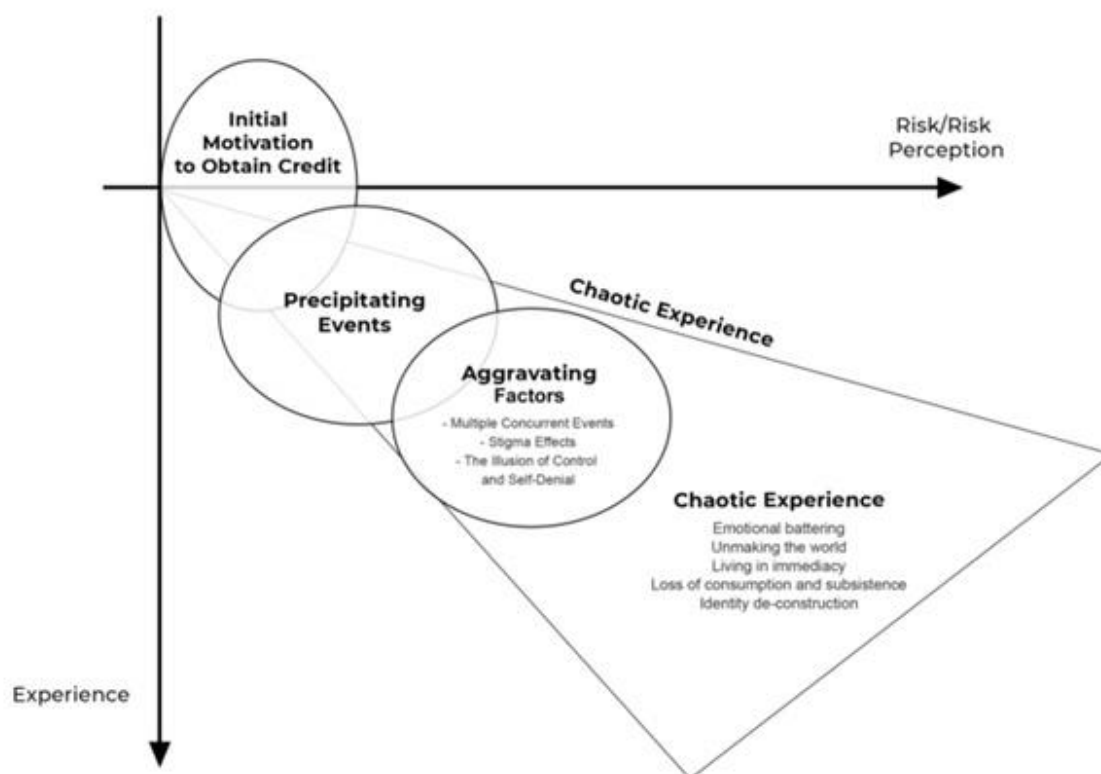 Initial
Motivation
to Obtain Credit
Risk/Risk
Perception
Precipitating
Events
Chaotic Experience
Aggravating
Factors
- Multiple Concurrent Events
- Stigma Effects
- The Illusion of Control
and Self-Denial
Chaotic Experience
Emotional battering
Unmaking the world
Living in immediacy
Loss of consumption and subsistence
Identity de-construction
Experience